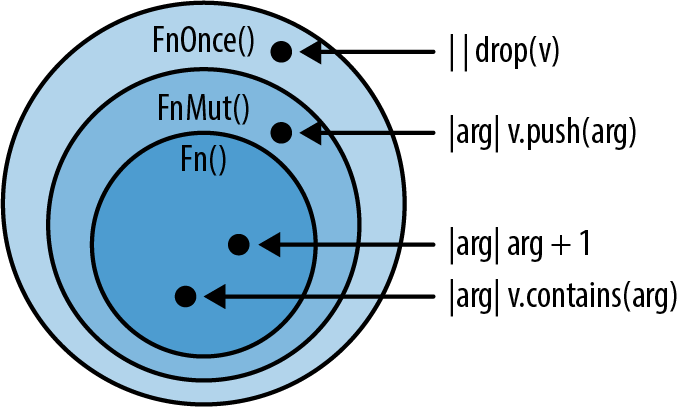 FnOnce()
| | drop(v)
FnMut()
|arg| v.push(arg)
Fn()
|arg| arg + 1
|arg| v.contains(arg)